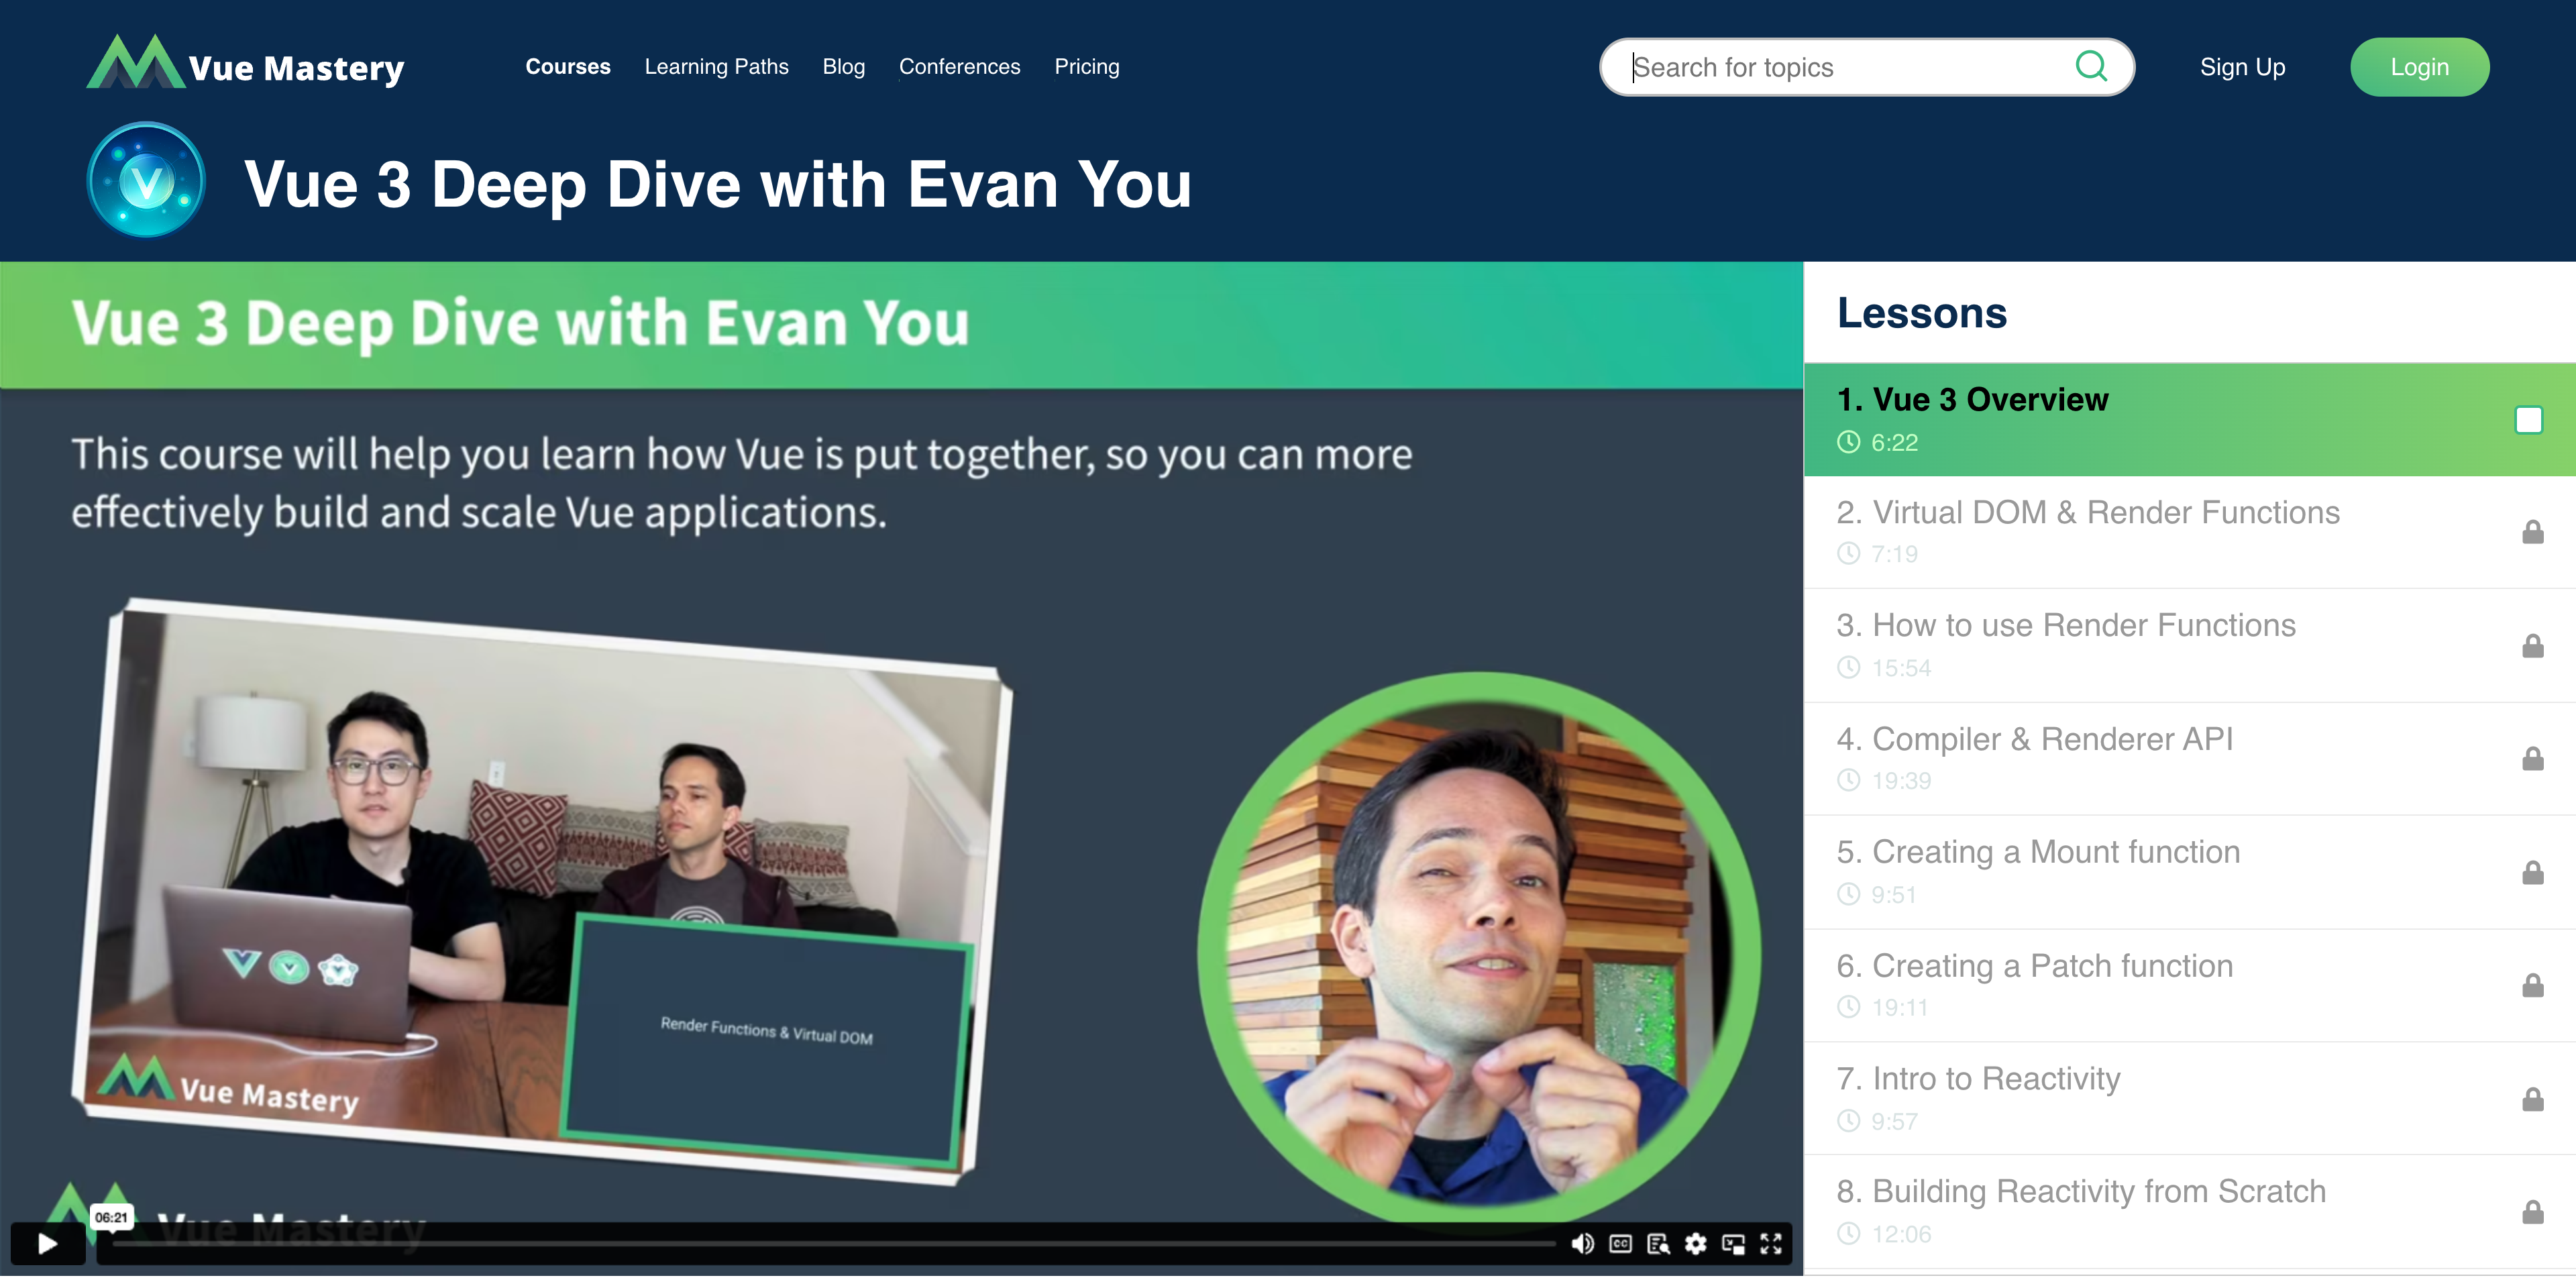 Vue Mastery
Courses Learning Paths Blog Conferences Pricing
Search for topics
Sign Up
Login
Vue 3 Deep Dive with Evan You
Vue 3 Deep Dive with Evan You
This course will help you learn how Vue is put together, so you can more
effectively build and scale Vue applications.
Render Functions & Virtual DOM
Vue Mastery
Vue Mastery
06:21
CC
Lessons
1. Vue 3 Overview
6:22
2. Virtual DOM & Render Functions
7:19
3. How to use Render Functions
15:54
4. Compiler & Renderer API
19:39
5. Creating a Mount function
9:51
6. Creating a Patch function
19:11
7. Intro to Reactivity
9:57
8. Building Reactivity from Scratch
12:06